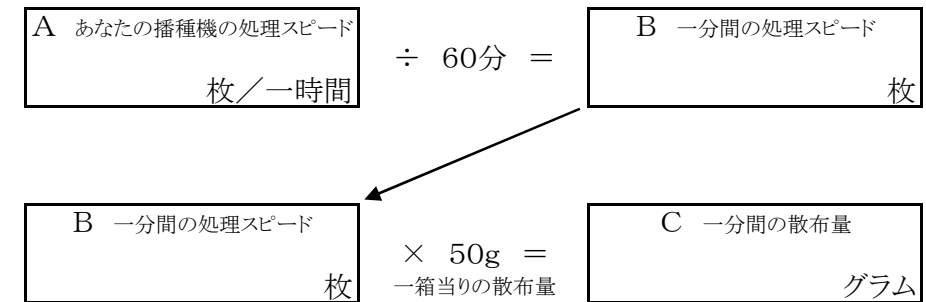 A あなたの播種機の処理スピード
枚／一時間
÷ 60分 ＝
B 一分間の処理スピード
枚
B 一分間の処理スピード
枚
× 50g ＝
一箱当りの散布量
C 一分間の散布量
グラム